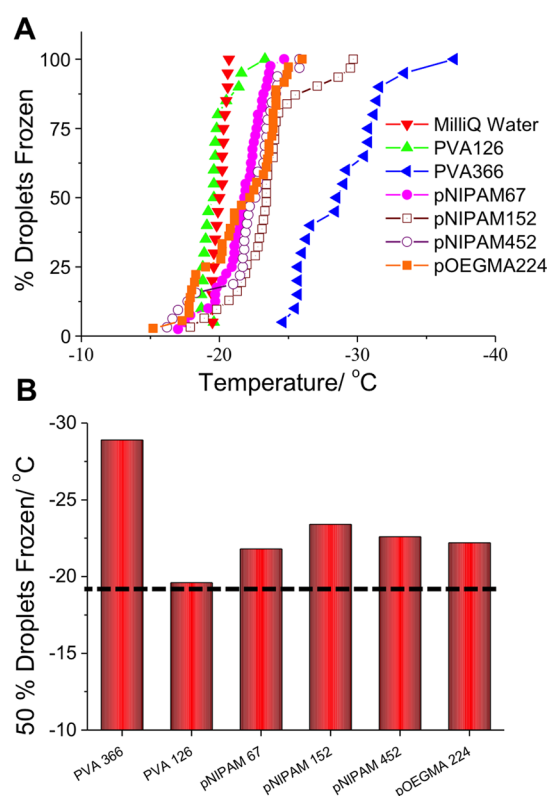 A
% Droplets Frozen
100
75
50
25
0
MilliQ Water
PVA126
PVA366
pNIPAM67
pNIPAM152
pNIPAM452
pOEGMA224
-10
-20
-30
-40
Temperature/ °C
B
50 % Droplets Frozen/ °C
-30
-25
-20
-15
-10
PVA 366
PVA 126
pNIPAM 67
pNIPAM 152
pNIPAM 452
pOEGMA 224